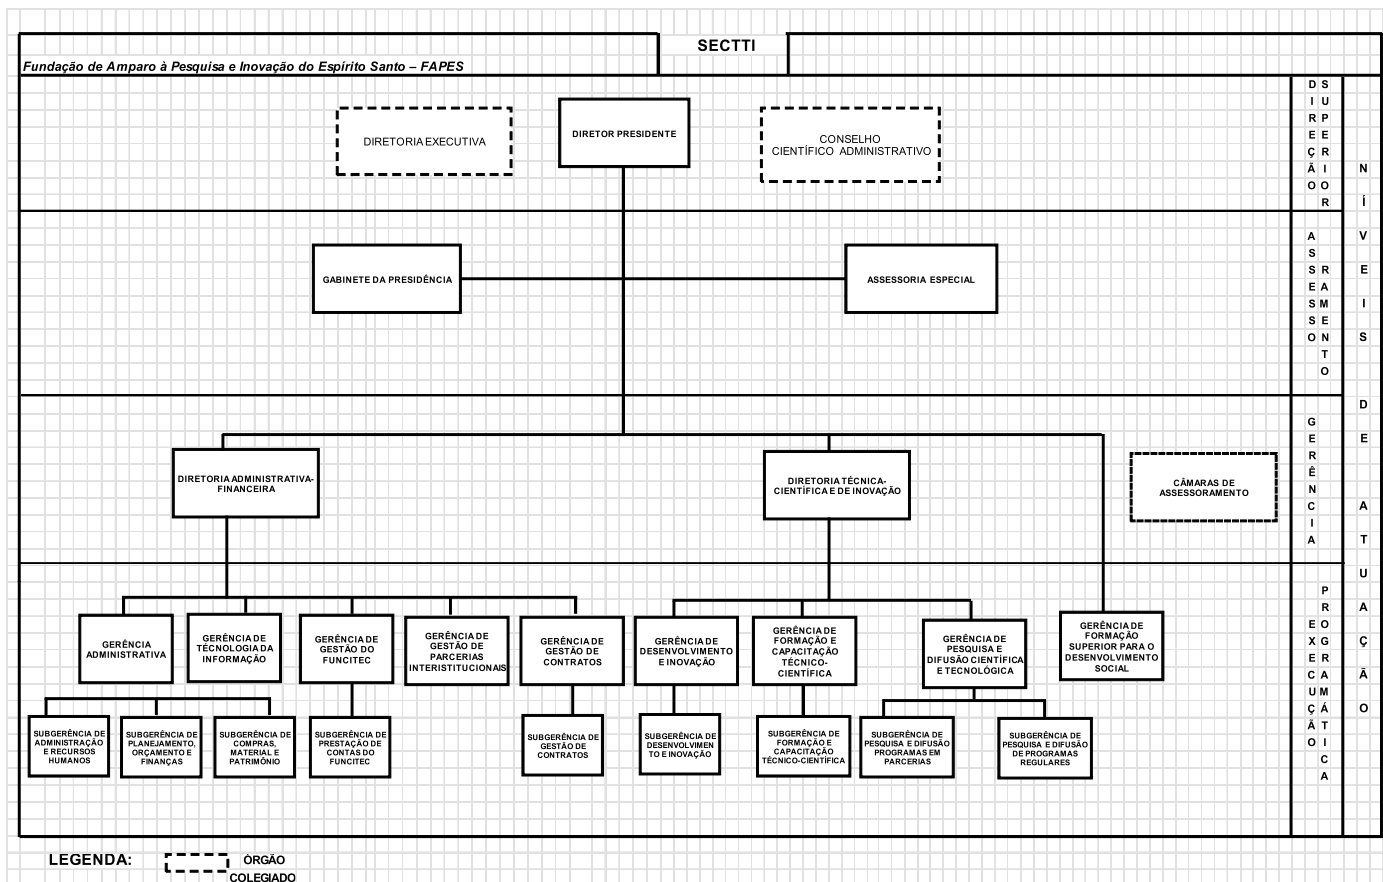 SECTTI
Fundação de Amparo à Pesquisa e Inovação do Espírito Santo – FAPES
DIRETORIA EXECUTIVA
DIRETOR PRESIDENTE
CONSELHO
CIENTÍFICO ADMINISTRATIVO
DIREÇÃO
SUPERIOR
GABINETE DA PRESIDÊNCIA
ASSESSORIA ESPECIAL
ASSESSO
RAMENTO
DIRETORIA ADMINISTRATIVA-
FINANCEIRA
DIRETORIA TÉCNICA-
CIENTÍFICA E DE INOVAÇÃO
CÂMARAS DE
ASSESSORAMENTO
GERÊNCIA
GERÊNCIA
ADMINISTRATIVA
GERÊNCIA DE
TÉCNOLOGIA DA
INFORMAÇÃO
GERÊNCIA DE
GESTÃO DO
FUNCITEC
GERÊNCIA DE
GESTÃO DE
PARCERIAS
INTERISTITUCIONAIS
GERÊNCIA DE
GESTÃO DE
CONTRATOS
GERÊNCIA DE
DESENVOLVIMENTO
E INOVAÇÃO
GERÊNCIA DE
FORMAÇÃO E
CAPACITAÇÃO
TÉCNICO-
CIENTÍFICA
GERÊNCIA DE
PESQUISA E
DIFUSÃO CIENTÍFICA
E TECNOLÓGICA
GERÊNCIA DE
FORMAÇÃO
SUPERIOR PARA O
DESENVOLVIMENTO
SOCIAL
SUBGERÊNCIA DE
ADMINISTRAÇÃO
E RECURSOS
HUMANOS
SUBGERÊNCIA DE
PLANEJAMENTO,
ORÇAMENTO E
FINANÇAS
SUBGERÊNCIA DE
COMPRAS,
MATERIAL E
PATRIMÔNIO
SUBGERÊNCIA DE
PRESTAÇÃO DE
CONTAS DO
FUNCITEC
SUBGERÊNCIA DE
GESTÃO DE
CONTRATOS
SUBGERÊNCIA DE
DESENVOLVIMEN
TO E INOVAÇÃO
SUBGERÊNCIA DE
FORMAÇÃO E
CAPACITAÇÃO
TÉCNICO-CIENTÍFICA
SUBGERÊNCIA DE
PESQUISA E DIFUSÃO
PROGRAMAS EM
PARCERIAS
SUBGERÊNCIA DE
PESQUISA E DIFUSÃO
DE PROGRAMAS
REGULARES
EXECUÇÃO
PROGRAMÁTICA
NÍVEIS DE ATUAÇÃO
LEGENDA:
ÓRGÃO
COLEGIADO